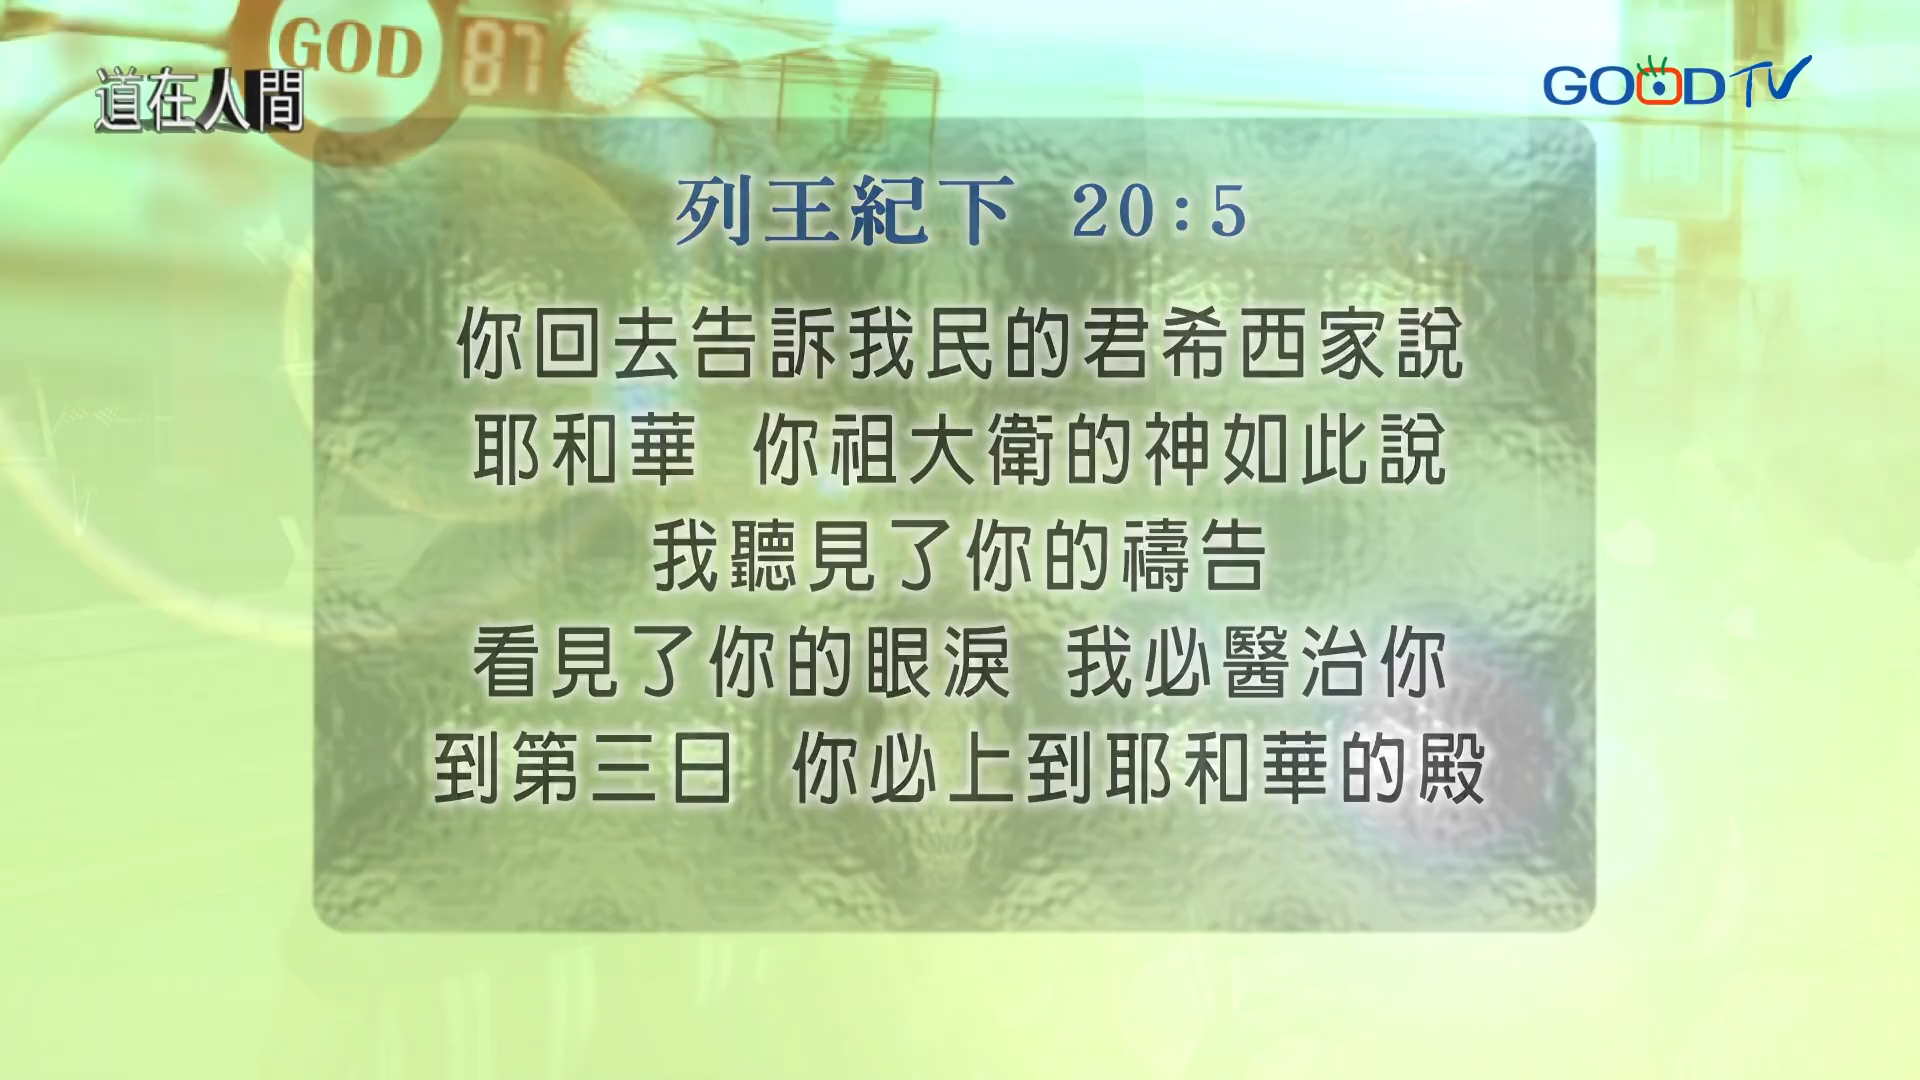 GOD 87
道在人間
GOOD TV
列王紀下 20:5
你回去告訴我民的君希西家說
耶和華 你祖大衛的神如此說
我聽見了你的禱告
看見了你的眼淚 我必醫治你
到第三日 你必上到耶和華的殿